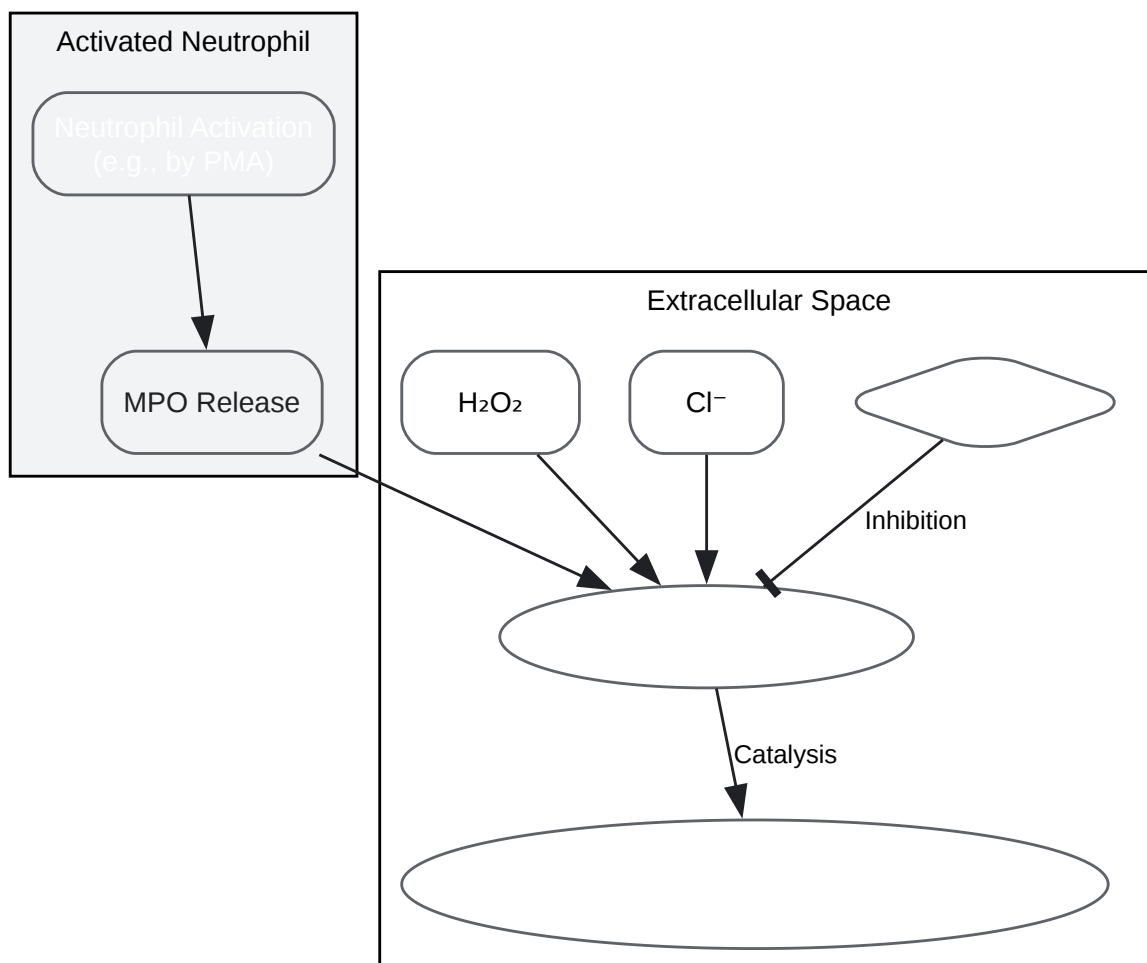 Activated Neutrophil
Neutrophil Activation
(e.g., by PMA)
MPO Release
Extracellular Space
H₂O₂
Cl⁻
Inhibition
Catalysis